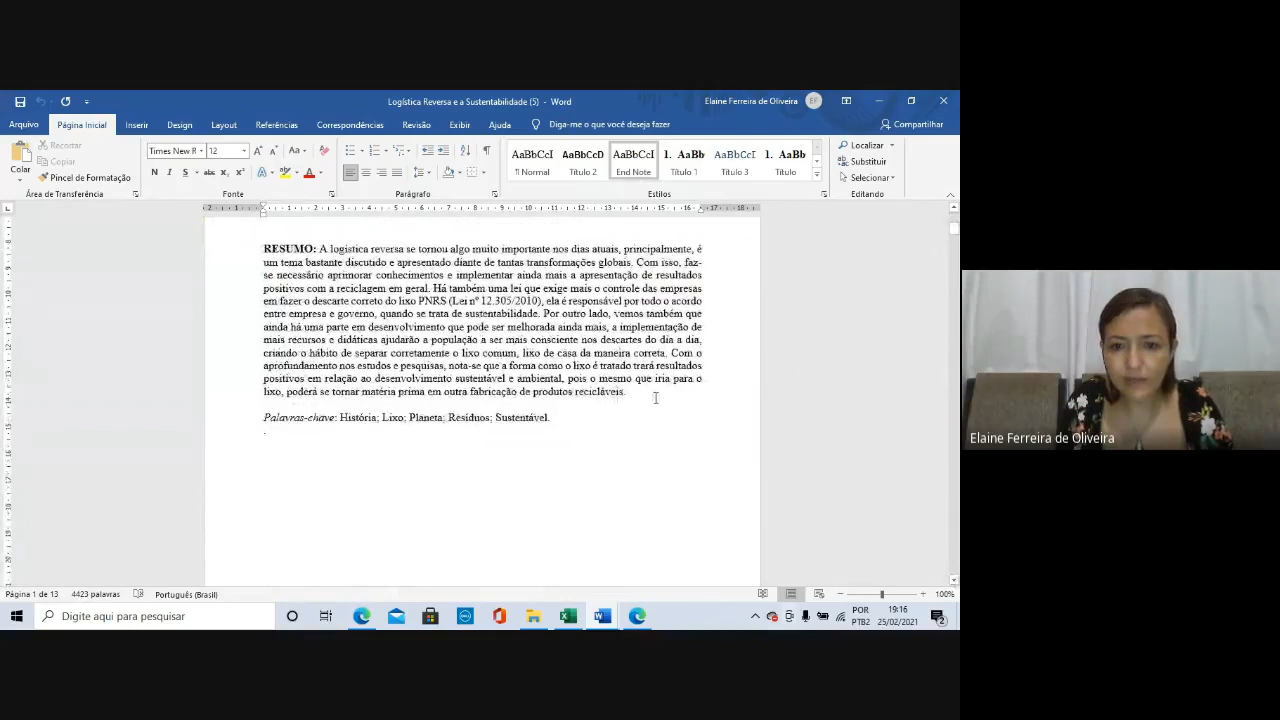 Logística Reversa e a Sustentabilidade (5) - Word
Elaine Ferreira de Oliveira
EF
Arquivo
Página Inicial
Inserir
Design
Layout
Referências
Correspondências
Revisão
Exibir
Ajuda
Diga-me o que você deseja fazer
Compartilhar
Colar
Recortar
Copiar
Pincel de Formatação
Área de Transferência
Times New R
12
Fonte
Parágrafo
AaBbCcI
¶ Normal
AaBbCcD
Título 2
AaBbCcI
End Note
1. AaBb
Título 1
AaBbCcI
Título 3
1. AaBb
Título
Estilos
Localizar
Substituir
Selecionar
Editando
RESUMO: A logística reversa se tornou algo muito importante nos dias atuais, principalmente, é
um tema bastante discutido e apresentado diante de tantas transformações globais. Com isso, faz-
se necessário aprimorar conhecimentos e implementar ainda mais a apresentação de resultados
positivos com a reciclagem em geral. Há também uma lei que exige mais o controle das empresas
em fazer o descarte correto do lixo PNRS (Lei nº 12.305/2010), ela é responsável por todo o acordo
entre empresa e governo, quando se trata de sustentabilidade. Por outro lado, vemos também que
ainda há uma parte em desenvolvimento que pode ser melhorada ainda mais, a implementação de
mais recursos e didáticas ajudarão a população a ser mais consciente nos descartes do dia a dia,
criando o hábito de separar corretamente o lixo comum, lixo de casa da maneira correta. Com o
aprofundamento nos estudos e pesquisas, nota-se que a forma como o lixo é tratado trará resultados
positivos em relação ao desenvolvimento sustentável e ambiental, pois o mesmo que iria para o
lixo, poderá se tornar matéria prima em outra fabricação de produtos recicláveis.
Palavras-chave: História; Lixo; Planeta; Resíduos; Sustentável.
.
Elaine Ferreira de Oliveira
Página 1 de 13
4423 palavras
Português (Brasil)
100%
Digite aqui para pesquisar
POR
PTB2
19:16
25/02/2021
2